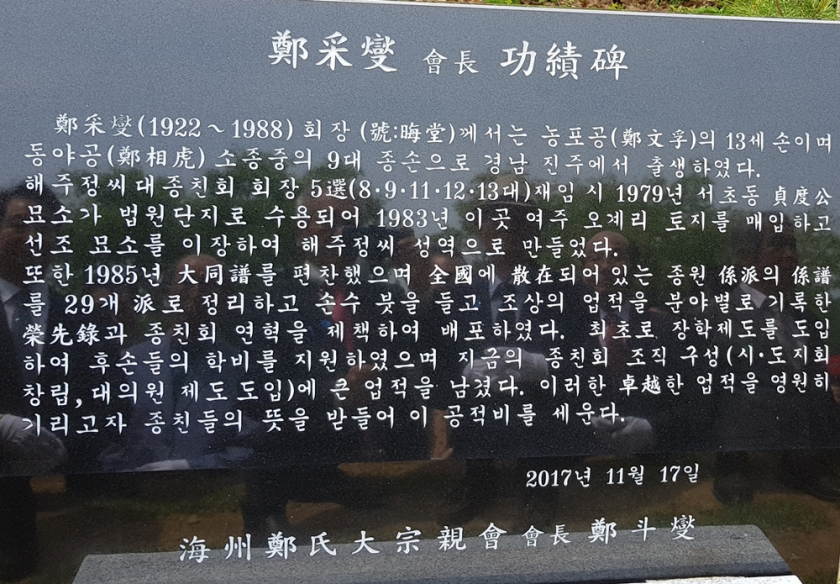 鄭采燮 會長 功績碑
鄭采燮(1922～1988) 회장 (號:晦堂)께서는 농포공(鄭文孚)의 13세 손이며
동야공(鄭相虎) 소종중의 9대 종손으로 경남 진주에서 출생하였다.
해주정씨대종친회 회장 5選(8·9·11·12·13대)재임 시 1979년 서초동 貞度公
묘소가 법원단지로 수용되어 1983년 이 곳 여주 오계리 토지를 매입하고
선조 묘소를 이장하여 해주정씨 성역으로 만들었다.
또한 1985년 大同譜를 편찬했으며 全國에 散在되어 있는 종원 係派의 係譜
를 29개 派로 정리하고 손수 붓을 들고 조상의 업적을 분야별로 기록한
榮先錄과 종친회 연혁을 제책하여 배포하였다. 최초로 장학제도를 도입
하여 후손들의 학비를 지원하였으며 지금의 종친회 조직 구성(시·도지회
창립, 대의원 제도도입)에 큰 업적을 남겼다. 이러한 卓越한 업적을 영원히
기리고자 종친들의 뜻을 받들어 이 공적비를 세운다.
2017년 11월 17일
海州鄭氏大宗親會 會長 鄭斗燮